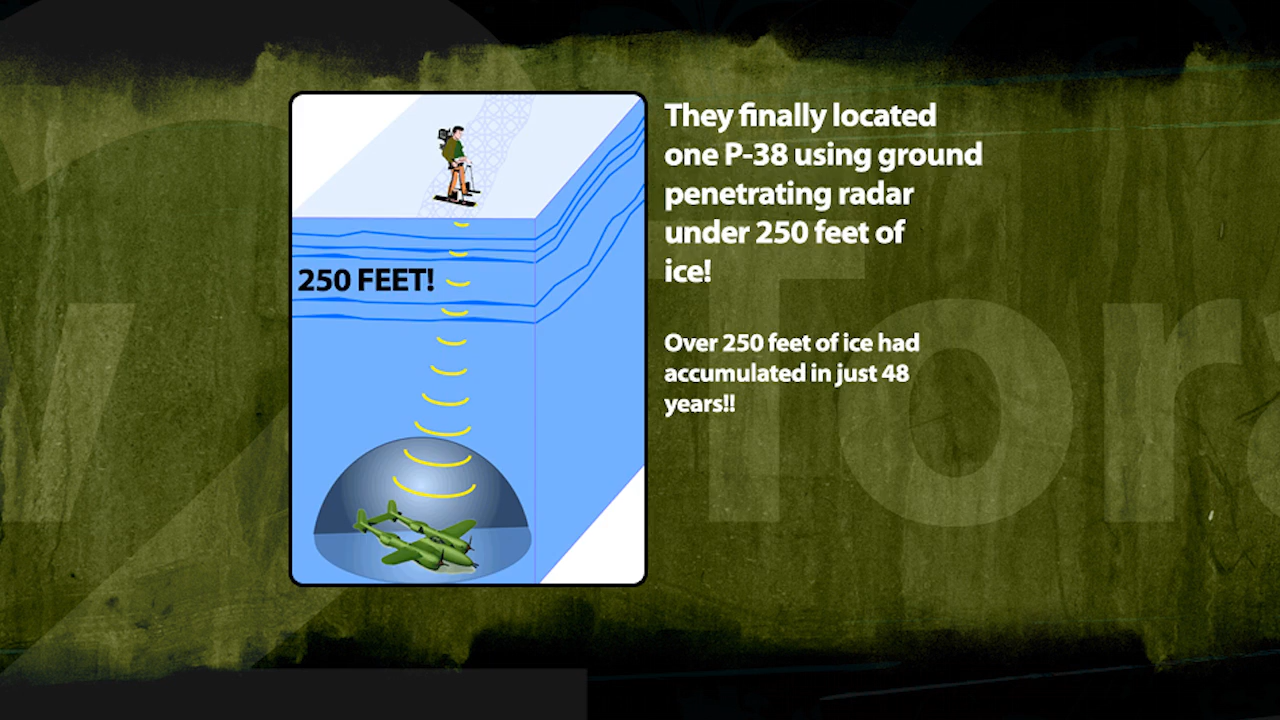 They finally located
one P-38 using ground
penetrating radar
under 250 feet of
ice!
250 FEET!
Over 250 feet of ice had
accumulated in just 48
years!!